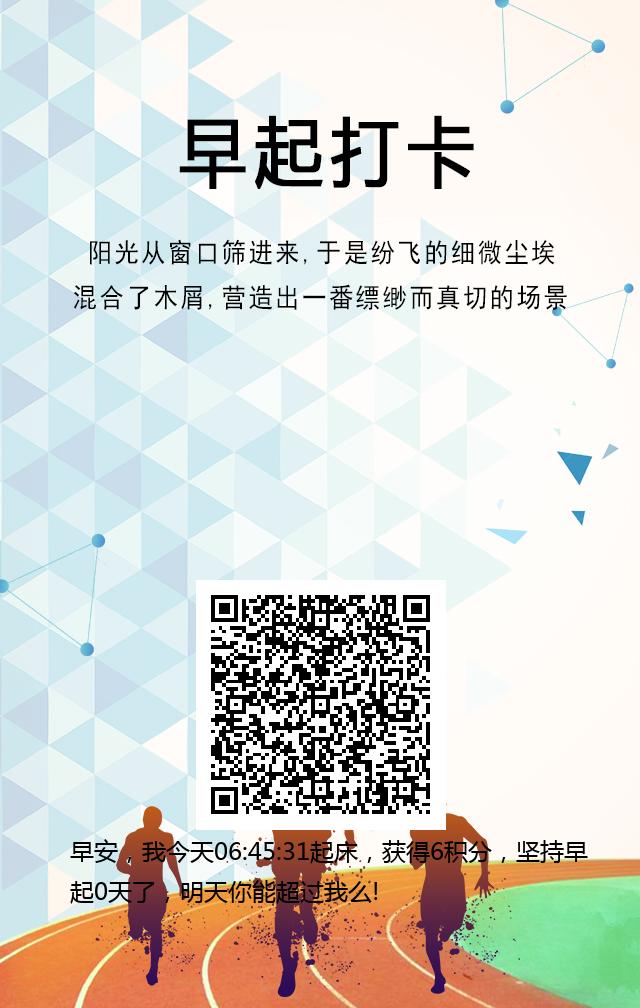 早起打卡
阳光从窗口筛进来,于是纷飞的细微尘埃
混合了木屑,营造出一番缥缈而真切的场景
早安，我今天06:45:31起床，获得6积分，坚持早
起0天了，明天你能超过我么!